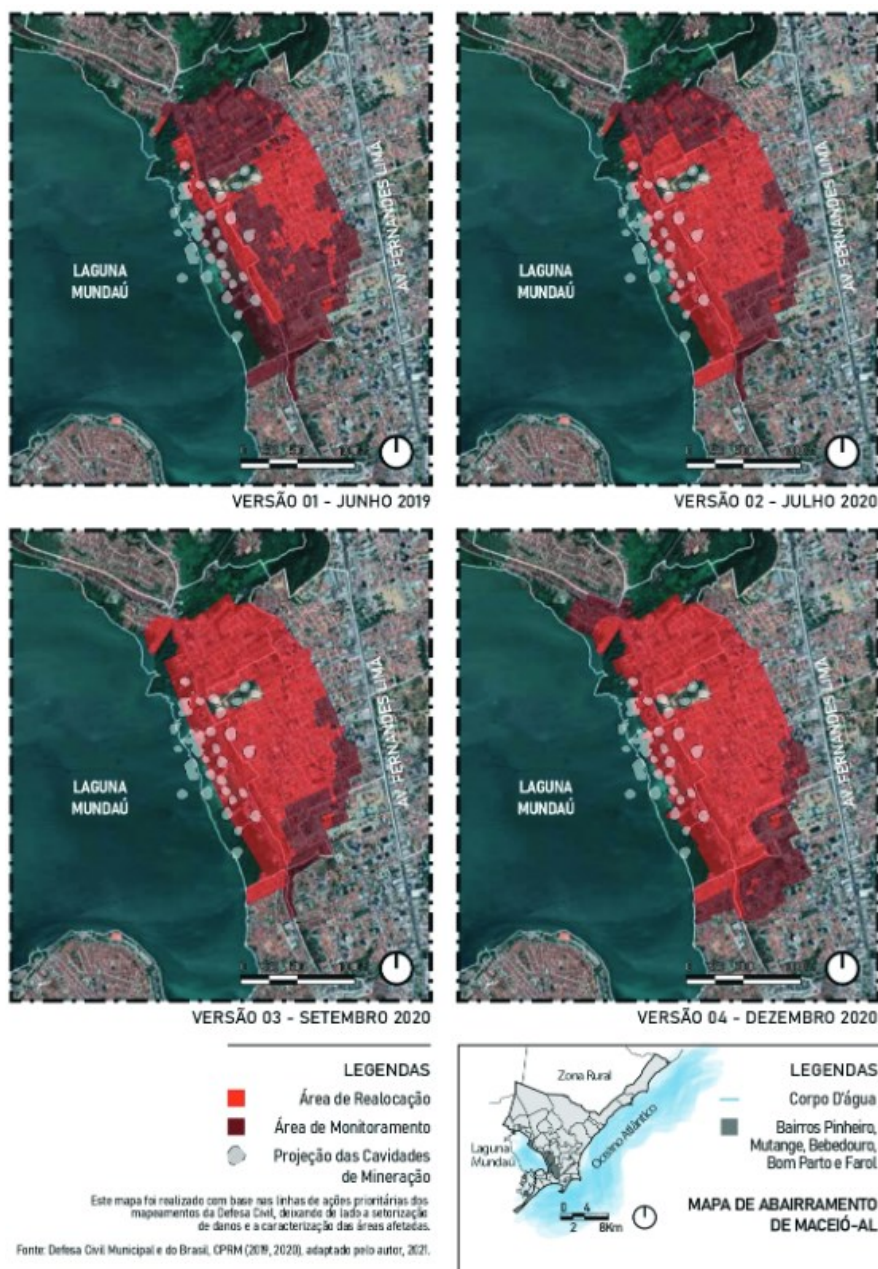 LAGUNA
MUNDAÚ
AV. FERNANDES LIMA
VERSÃO 01 - JUNHO 2019
LAGUNA
MUNDAÚ
AV. FERNANDES LIMA
VERSÃO 02 - JULHO 2020
LAGUNA
MUNDAÚ
AV. FERNANDES LIMA
VERSÃO 03 - SETEMBRO 2020
LAGUNA
MUNDAÚ
AV. FERNANDES LIMA
VERSÃO 04 - DEZEMBRO 2020
LEGENDAS
Área de Realocação
Área de Monitoramento
Projeção das Cavidades
de Mineração
Este mapa foi realizado com base nas linhas de ações prioritárias dos
mapeamentos da Defesa Civil, deixando de lado a setorização
de danos e a caracterização das áreas afetadas.
Fonte: Defesa Civil Municipal e do Brasil, CPRM (2019, 2020), adaptado pelo autor, 2021.
Zona Rural
Laguna
Mundaú
Oceano Atlântico
0 4
2 8Km
LEGENDAS
Corpo D'água
Bairros Pinheiro,
Mutange, Bebedouro,
Bom Parto e Farol
MAPA DE ABAIRRAMENTO
DE MACEIÓ-AL